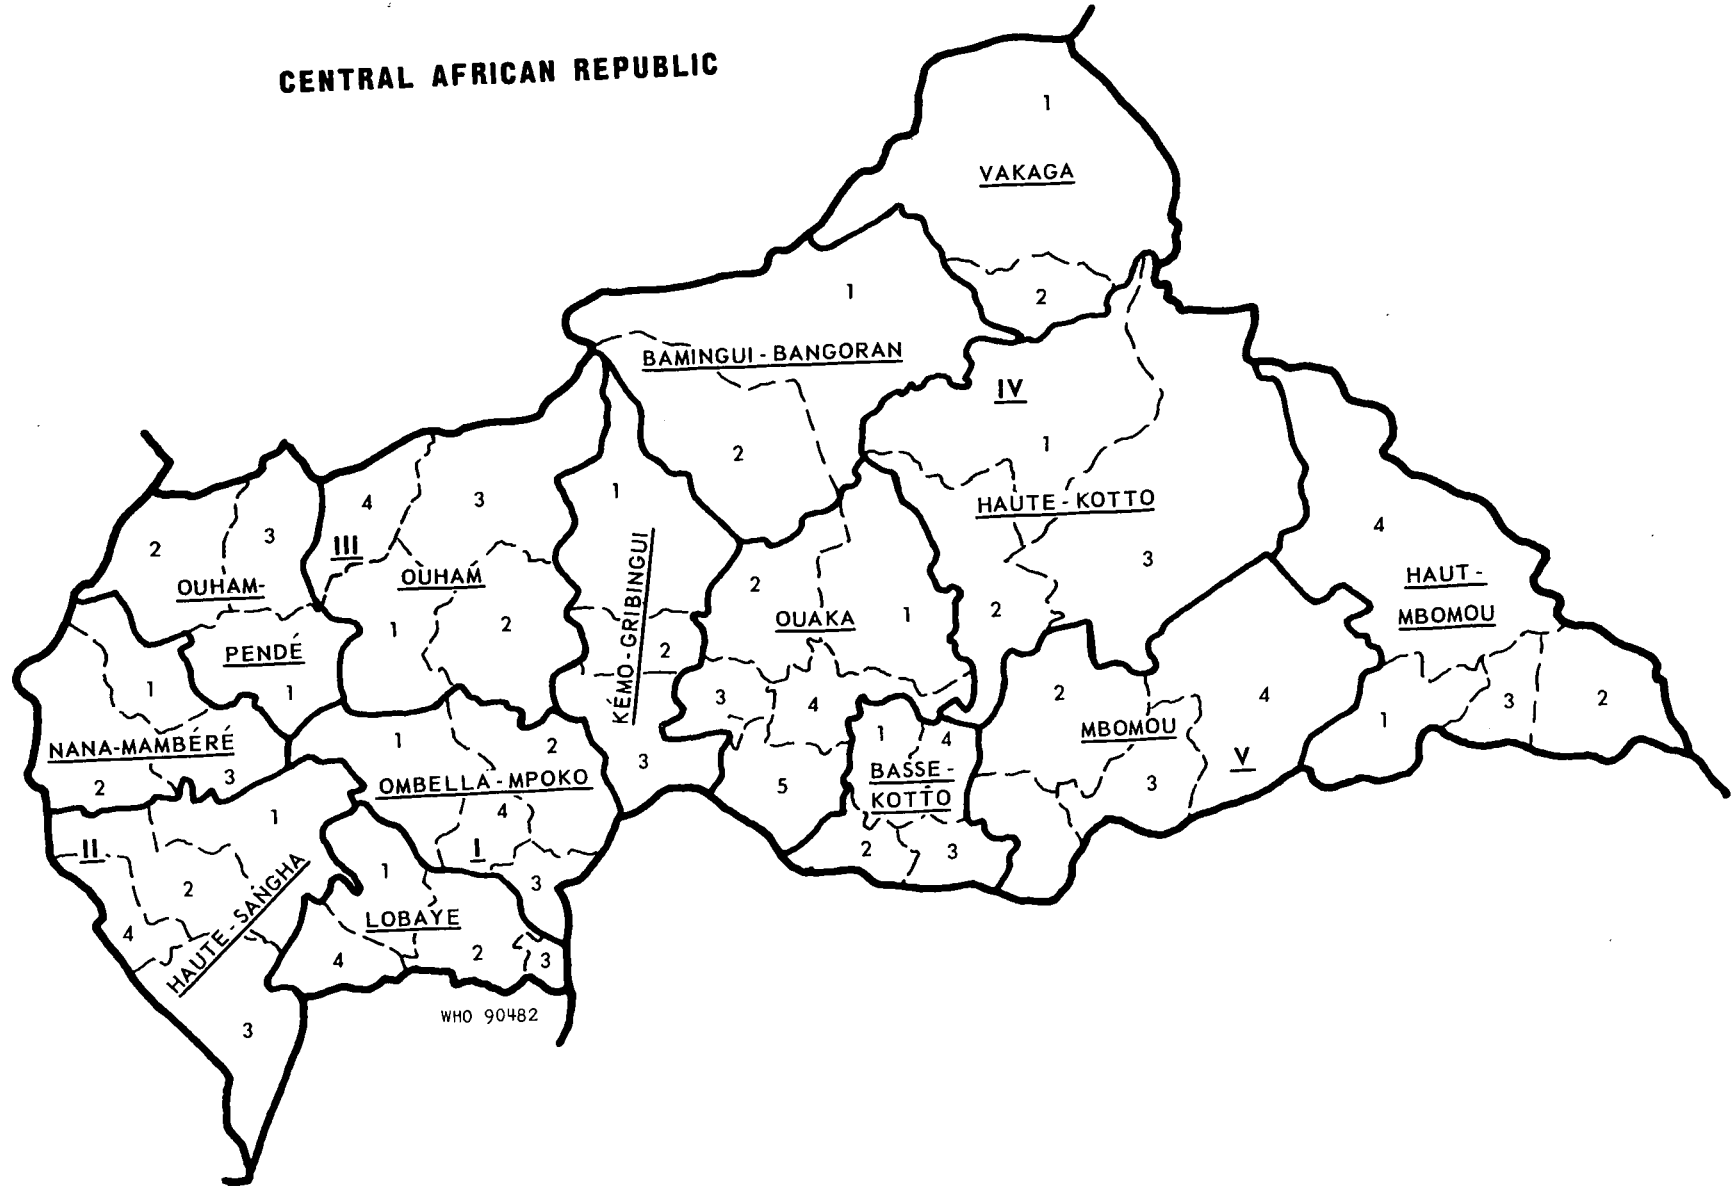 CENTRAL AFRICAN REPUBLIC
1
VAKAGA
2
1
BAMINGUI - BANGORAN
2
IV
1
HAUTE - KOTTO
3
2
4
HAUT -
MBOMOU
1
3
2
2
3
OUHAM-
PENDÉ
1
4
3
III
OUHAM
1
2
1
KÉMO-GRIBINGUI
2
3
2
OUAKA
1
3
4
5
1
4
BASSE -
KOTTO
2
3
2
4
MBOMOU
V
3
1
NANA-MAMBÉRÉ
2
3
1
2
OMBELLA - MPOKO
4
I
3
1
II
2
HAUTE - SANGHA
4
3
1
LOBAYE
4
2
3
WHO 90482